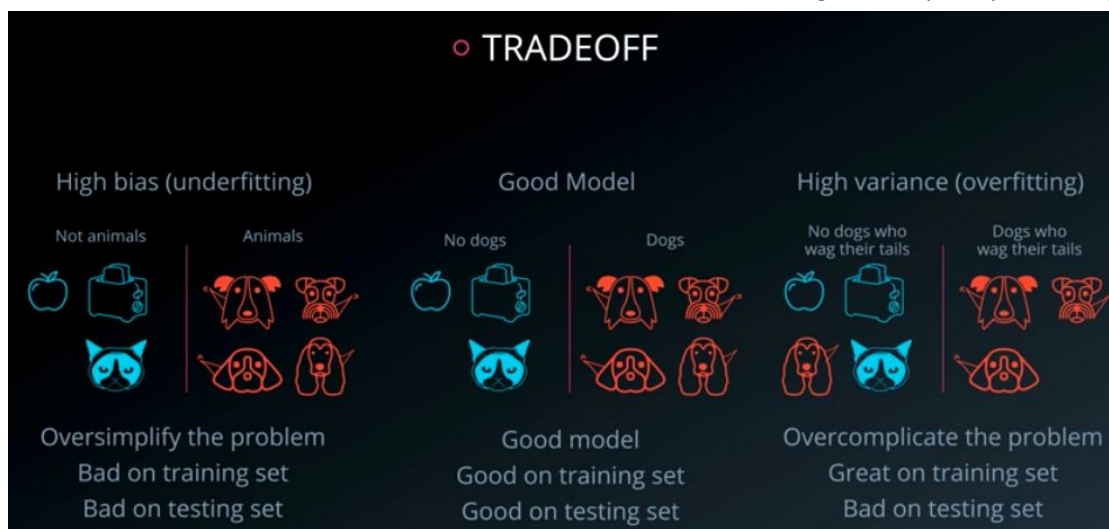 TRADEOFF
High bias (underfitting)
Not animals
Animals
Oversimplify the problem
Bad on training set
Bad on testing set
Good Model
No dogs
Dogs
Good model
Good on training set
Good on testing set
High variance (overfitting)
No dogs who
wag their tails
Dogs who
wag their tails
Overcomplicate the problem
Great on training set
Bad on testing set